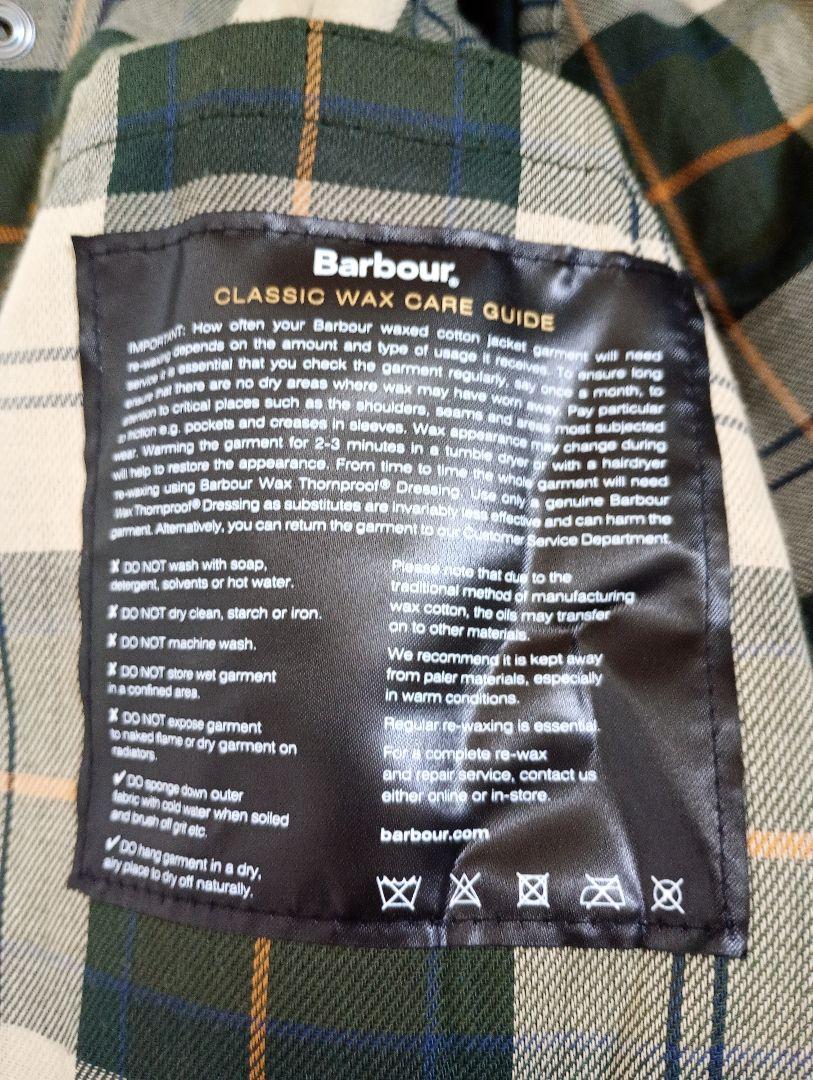 Barbour®
CLASSIC WAX CARE GUIDE
IMPORTANT: How often your Barbour waxed cotton jacket garment will need
re-waxing depends on the amount and type of usage it receives. To ensure long
service it is essential that you check the garment regularly, say once a month, to
ensure that there are no dry areas where wax may have worn away. Pay particular
attention to critical places such as the shoulders, seams and areas most subjected
to friction e.g. pockets and creases in sleeves. Wax appearance may change during
wear. Warming the garment for 2-3 minutes in a tumble dryer or with a hairdryer
will help to restore the appearance. From time to time the whole garment will need
re-waxing using Barbour Wax Thornproof® Dressing. Use only genuine Barbour
Wax Thornproof® Dressing as substitutes are invariably less effective and can harm the
garment. Alternatively, you can return the garment to our Customer Service Department.
✘ DO NOT wash with soap,
detergent, solvents or hot water.
✘ DO NOT dry clean, starch or iron.
✘ DO NOT machine wash.
✘ DO NOT store wet garment
in a confined area.
✘ DO NOT expose garment
to naked flame or dry garment on
radiators.
✔ DO sponge down outer
fabric with cold water when soiled
and brush off grit etc.
✔ DO hang garment in a dry,
airy place to dry off naturally.
Please note that due to the
traditional method of manufacturing
wax cotton, the oils may transfer
on to other materials.
We recommend it is kept away
from paler materials, especially
in warm conditions.
Regular re-waxing is essential.
For a complete re-wax
and repair service, contact us
either online or in-store.
barbour.com